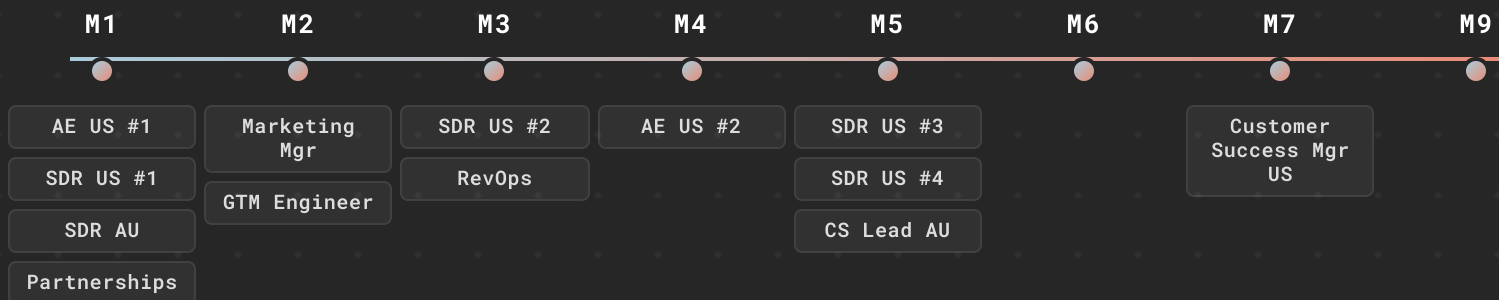 M1
M2
M3
M4
M5
M6
M7
M9
AE US #1
SDR US #1
SDR AU
Partnerships
Marketing
Mgr
GTM Engineer
SDR US #2
RevOps
AE US #2
SDR US #3
SDR US #4
CS Lead AU
Customer
Success Mgr
US